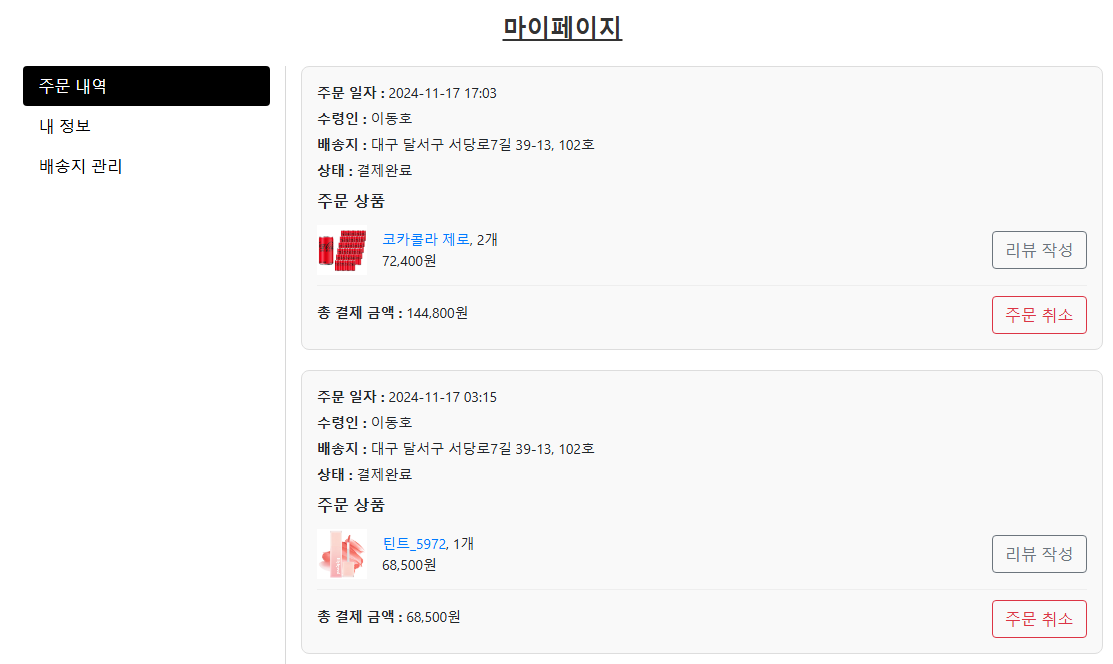 마이페이지
주문 내역
내 정보
배송지 관리
주문 일자 : 2024-11-17 17:03
수령인 : 이동호
배송지 : 대구 달서구 서당로7길 39-13, 102호
상태 : 결제완료
주문 상품
코카콜라 제로, 2개
72,400원
리뷰 작성
총 결제 금액 : 144,800원
주문 취소
주문 일자 : 2024-11-17 03:15
수령인 : 이동호
배송지 : 대구 달서구 서당로7길 39-13, 102호
상태 : 결제완료
주문 상품
틴트_5972, 1개
68,500원
리뷰 작성
총 결제 금액 : 68,500원
주문 취소